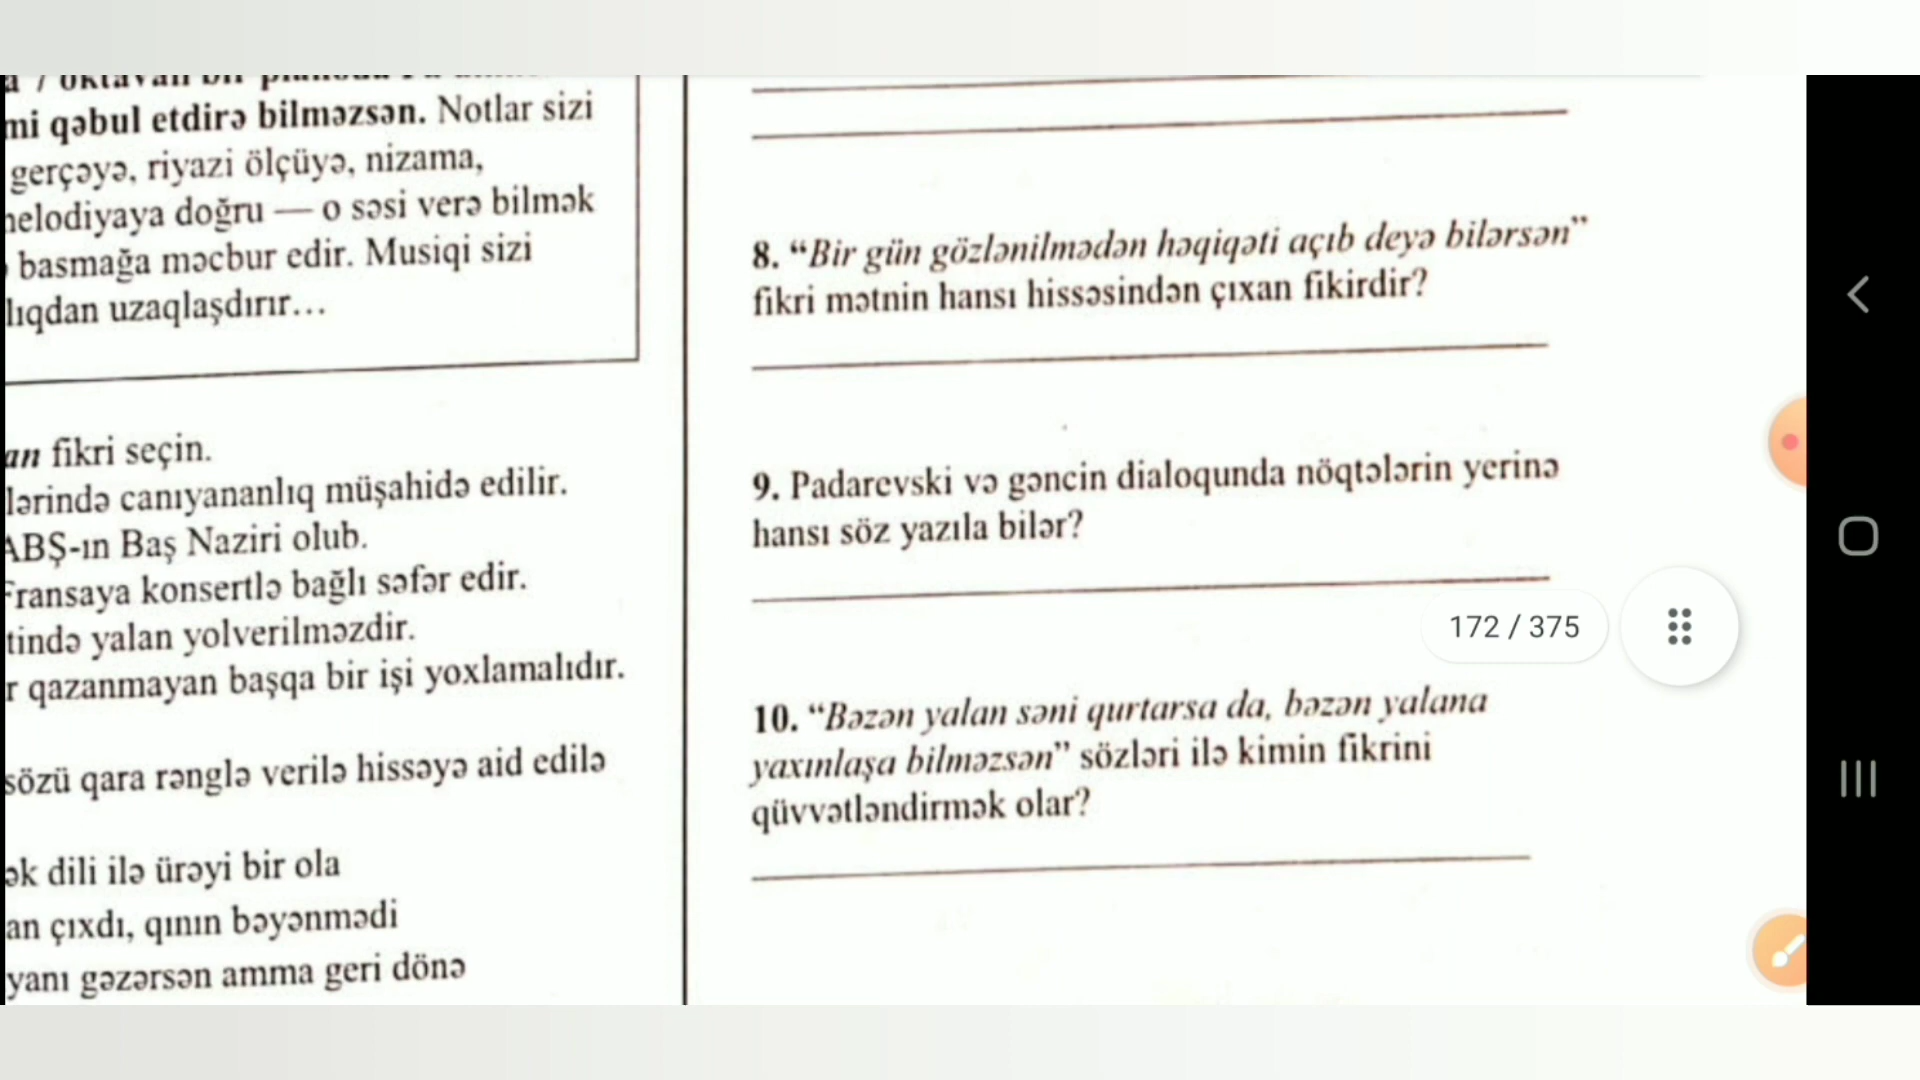 mi qəbul etdirə bilməzsən. Notlar sizi
gerçəyə, riyazi ölçüyə, nizama,
melodiyaya doğru — o səsi verə bilmək
basmağa məcbur edir. Musiqi sizi
lıqdan uzaqlaşdırır...
an fikri seçin.
lərində canıyananlıq müşahidə edilir.
ABŞ-ın Baş Naziri olub.
Fransaya konsertlə bağlı səfər edir.
tində yalan yolverilməzdir.
r qazanmayan başqa bir işi yoxlamalıdır.
sözü qara rənglə verilə hissəyə aid edilə
ək dili ilə ürəyi bir ola
an çıxdı, qının bəyənmədi
yanı gəzərsən amma geri dönə
8. “Bir gün gözlənilmədən həqiqəti açıb deyə bilərsən”
fikri mətnin hansı hissəsindən çıxan fikirdir?
9. Padarevski və gəncin dialoqunda nöqtələrin yerinə
hansı söz yazıla bilər?
172 / 375
10. “Bəzən yalan səni qurtarsa da, bəzən yalana
yaxınlaşa bilməzsən” sözləri ilə kimin fikrini
qüvvətləndirmək olar?